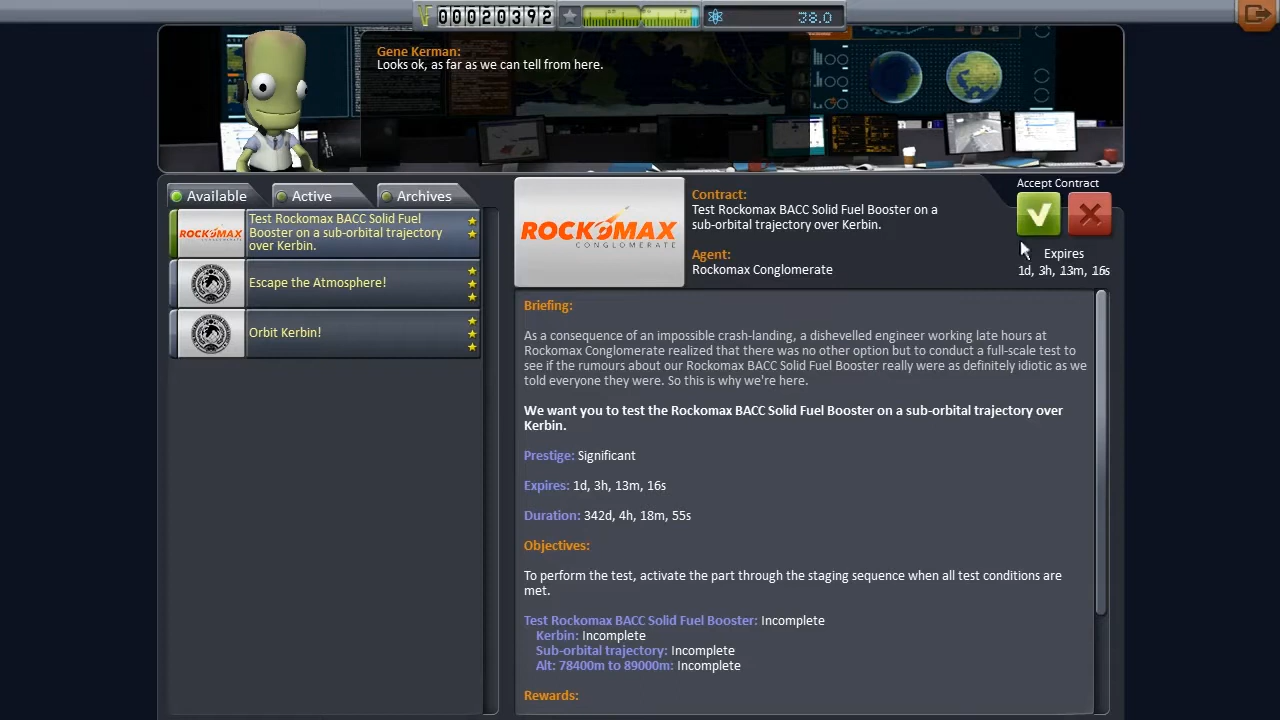 00020392
38.0
Gene Kerman:
Looks ok, as far as we can tell from here.
Available
Active
Archives
Test Rockomax BACC Solid Fuel
Booster on a sub-orbital trajectory
over Kerbin.
ROCKOMAX
Escape the Atmosphere!
Orbit Kerbin!
ROCKOMAX
CONGLOMERATE
Contract:
Test Rockomax BACC Solid Fuel Booster on a
sub-orbital trajectory over Kerbin.
Agent:
Rockomax Conglomerate
Accept Contract
Expires
1d, 3h, 13m, 16s
Briefing:
As a consequence of an impossible crash-landing, a dishevelled engineer working late hours at
Rockomax Conglomerate realized that there was no other option but to conduct a full-scale test to
see if the rumours about our Rockomax BACC Solid Fuel Booster really were as definitely idiotic as we
told everyone they were. So this is why we're here.
We want you to test the Rockomax BACC Solid Fuel Booster on a sub-orbital trajectory over
Kerbin.
Prestige: Significant
Expires: 1d, 3h, 13m, 16s
Duration: 342d, 4h, 18m, 55s
Objectives:
To perform the test, activate the part through the staging sequence when all test conditions are
met.
Test Rockomax BACC Solid Fuel Booster: Incomplete
Kerbin: Incomplete
Sub-orbital trajectory: Incomplete
Alt: 78400m to 89000m: Incomplete
Rewards: